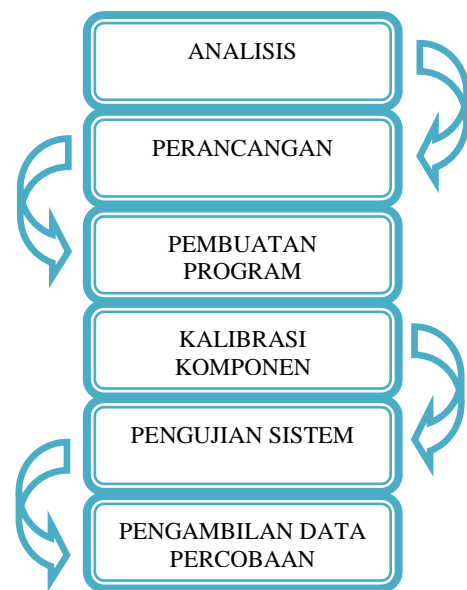 ANALISIS
PERANCANGAN
PEMBUATAN
PROGRAM
KALIBRASI
KOMPONEN
PENGUJIAN SISTEM
PENGAMBILAN DATA
PERCOBAAN